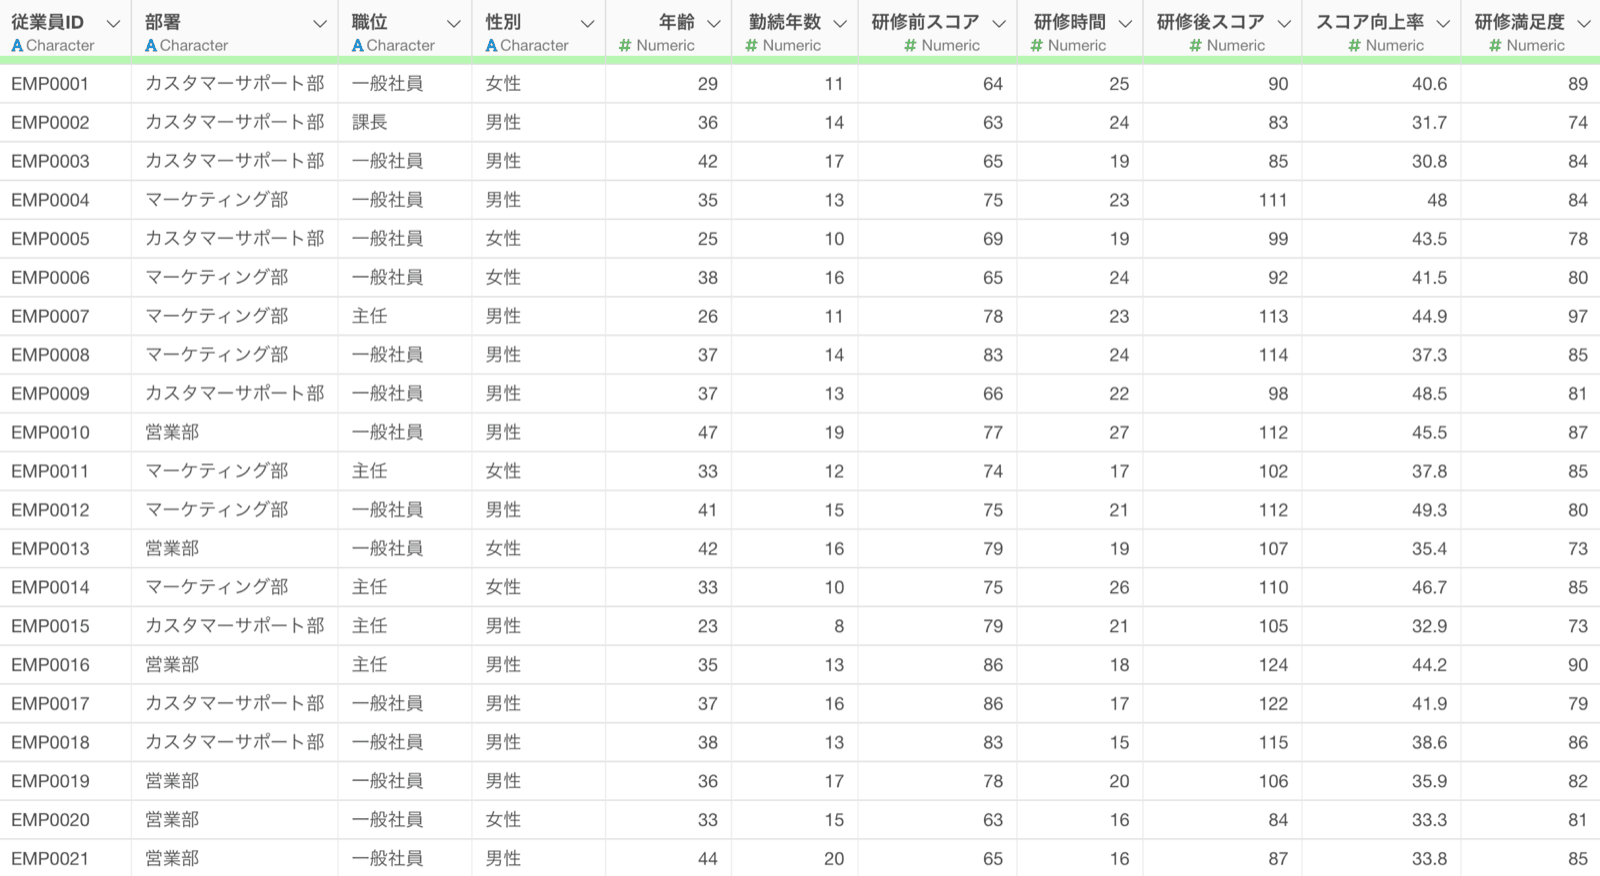 従業員ID 部署 職位 性別 年齢 勤続年数 研修前スコア 研修時間 研修後スコア スコア向上率 研修満足度
A Character A Character A Character A Character # Numeric # Numeric # Numeric # Numeric # Numeric # Numeric # Numeric
EMP0001 カスタマーサポート部 一般社員 女性 29 11 64 25 90 40.6 89
EMP0002 カスタマーサポート部 課長 男性 36 14 63 24 83 31.7 74
EMP0003 カスタマーサポート部 一般社員 男性 42 17 65 19 85 30.8 84
EMP0004 マーケティング部 一般社員 男性 35 13 75 23 111 48 84
EMP0005 カスタマーサポート部 一般社員 女性 25 10 69 19 99 43.5 78
EMP0006 マーケティング部 一般社員 女性 38 16 65 24 92 41.5 80
EMP0007 マーケティング部 主任 男性 26 11 78 23 113 44.9 97
EMP0008 マーケティング部 一般社員 男性 37 14 83 24 114 37.3 85
EMP0009 カスタマーサポート部 一般社員 男性 37 13 66 22 98 48.5 81
EMP0010 営業部 一般社員 男性 47 19 77 27 112 45.5 87
EMP0011 マーケティング部 主任 女性 33 12 74 17 102 37.8 85
EMP0012 マーケティング部 一般社員 男性 41 15 75 21 112 49.3 80
EMP0013 営業部 一般社員 女性 42 16 79 19 107 35.4 73
EMP0014 マーケティング部 主任 女性 33 10 75 26 110 46.7 85
EMP0015 カスタマーサポート部 主任 男性 23 8 79 21 105 32.9 73
EMP0016 営業部 主任 男性 35 13 86 18 124 44.2 90
EMP0017 カスタマーサポート部 一般社員 男性 37 16 86 17 122 41.9 79
EMP0018 カスタマーサポート部 一般社員 男性 38 13 83 15 115 38.6 86
EMP0019 営業部 一般社員 男性 36 17 78 20 106 35.9 82
EMP0020 営業部 一般社員 女性 33 15 63 16 84 33.3 81
EMP0021 営業部 一般社員 男性 44 20 65 16 87 33.8 85